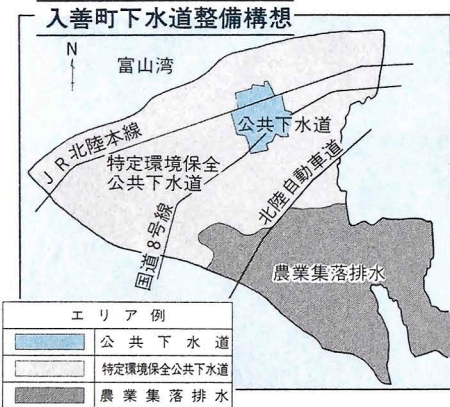 入善町下水道整備構想
N
富山湾
公共下水道
JR北陸本線
特定環境保全
公共下水道
北陸自動車道
国道8号線
農業集落排水
エリア例
公共下水道
特定環境保全公共下水道
農業集落排水